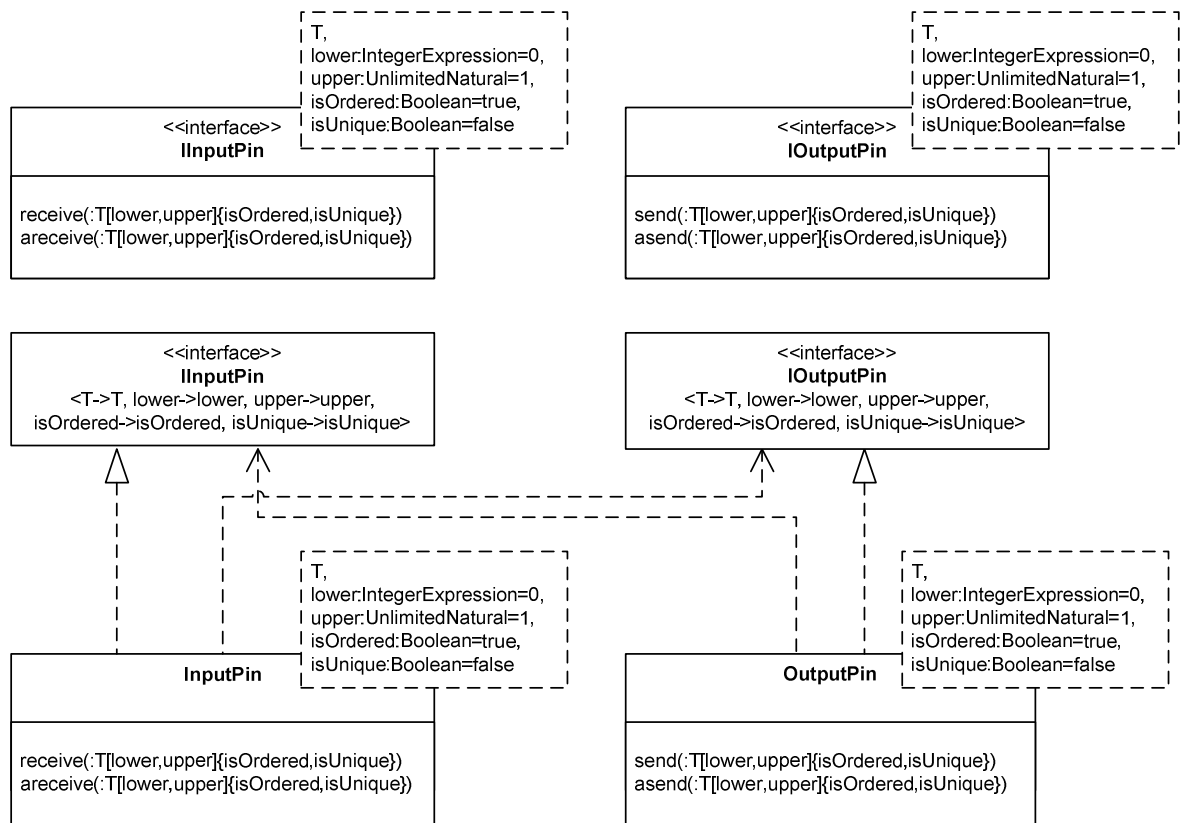 T,
lower:IntegerExpression=0,
upper:UnlimitedNatural=1,
isOrdered:Boolean=true,
isUnique:Boolean=false
<<interface>>
IInputPin
receive(:T[lower,upper]{isOrdered,isUnique})
areceive(:T[lower,upper]{isOrdered,isUnique})
T,
lower:IntegerExpression=0,
upper:UnlimitedNatural=1,
isOrdered:Boolean=true,
isUnique:Boolean=false
<<interface>>
IOutputPin
send(:T[lower,upper]{isOrdered,isUnique})
asend(:T[lower,upper]{isOrdered,isUnique})
<<interface>>
IInputPin
<T->T, lower->lower, upper->upper,
isOrdered->isOrdered, isUnique->isUnique>
<<interface>>
IOutputPin
<T->T, lower->lower, upper->upper,
isOrdered->isOrdered, isUnique->isUnique>
T,
lower:IntegerExpression=0,
upper:UnlimitedNatural=1,
isOrdered:Boolean=true,
isUnique:Boolean=false
InputPin
receive(:T[lower,upper]{isOrdered,isUnique})
areceive(:T[lower,upper]{isOrdered,isUnique})
T,
lower:IntegerExpression=0,
upper:UnlimitedNatural=1,
isOrdered:Boolean=true,
isUnique:Boolean=false
OutputPin
send(:T[lower,upper]{isOrdered,isUnique})
asend(:T[lower,upper]{isOrdered,isUnique})